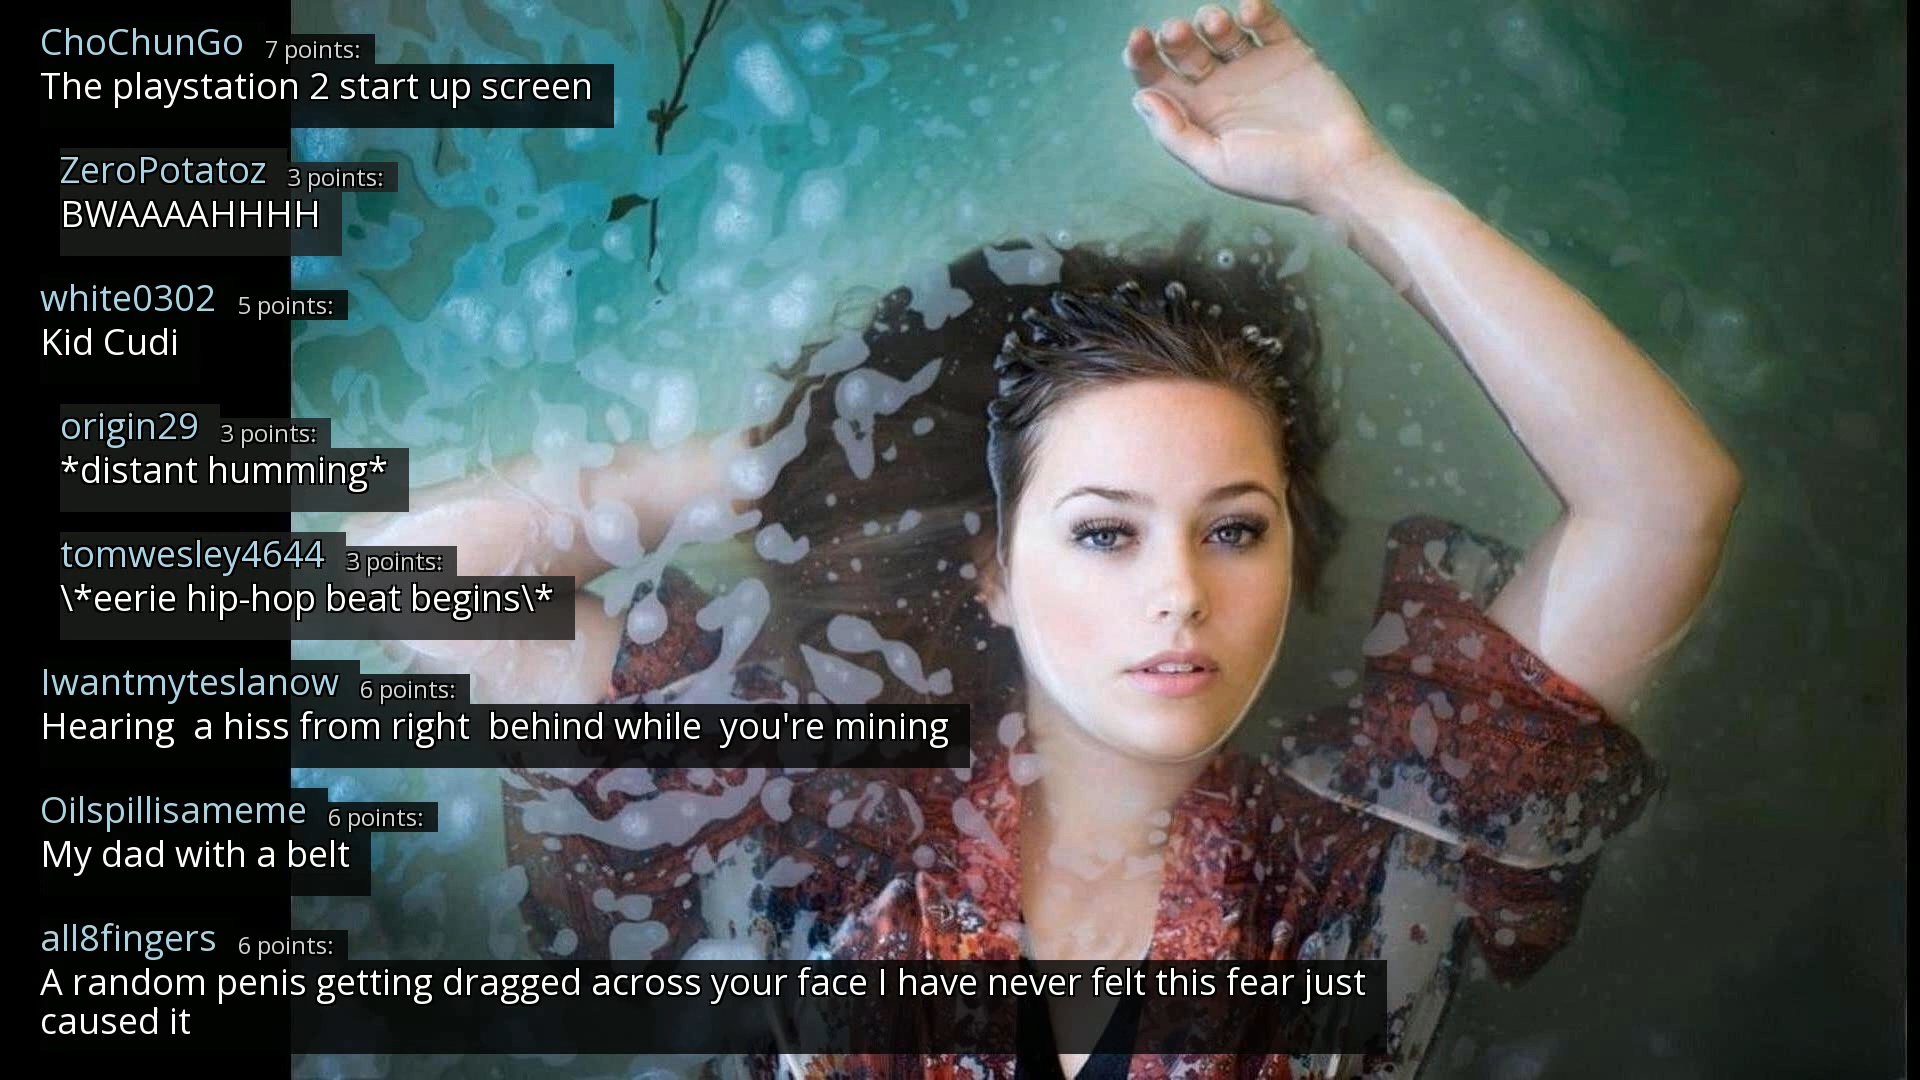 ChoChunGo 7 points:
The playstation 2 start up screen
ZeroPotatoz 3 points:
BWAAAAHHHH
white0302 5 points:
Kid Cudi
origin29 3 points:
*distant humming*
tomwesley4644 3 points:
\*eerie hip-hop beat begins\*
Iwantmyteslanow 6 points:
Hearing  a hiss from right  behind while  you're mining
Oilspillisameme 6 points:
My dad with a belt
all8fingers 6 points:
A random penis getting dragged across your face I have never felt this fear just
caused it